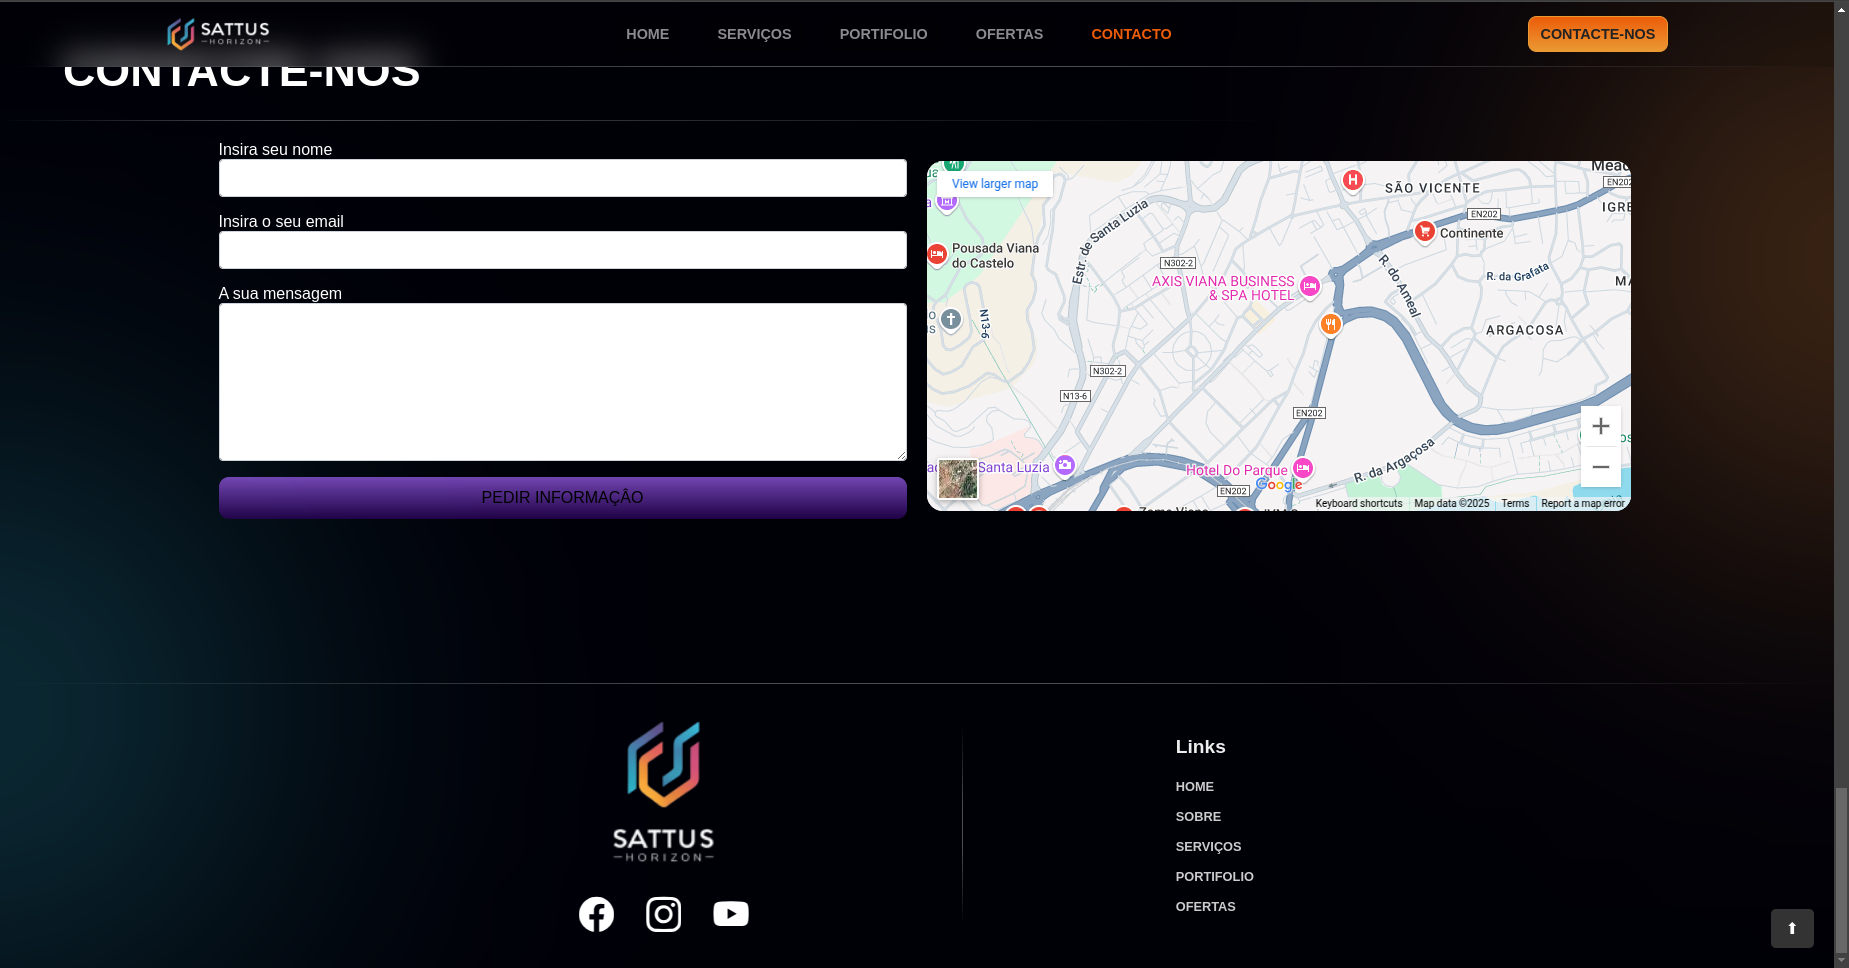 SATTUS
HORIZON
HOME
SERVIÇOS
PORTIFOLIO
OFERTAS
CONTACTO
CONTACTE-NOS
CONTACTE-NOS
Insira seu nome
Insira o seu email
A sua mensagem
PEDIR INFORMAÇÂO
View larger map
Pousada Viana
do Castelo
Estr. de Santa Luzia
N302-2
AXIS VIANA BUSINESS
& SPA HOTEL
SÃO VICENTE
EN202
EN202
Continente
R. do Ameal
R. da Grafata
ARGACOSA
N13-6
N302-2
N13-6
EN202
Santa Luzia
Hotel Do Parque
R. da Argaçosa
EN202
Google
Keyboard shortcuts
Map data ©2025
Terms
Report a map error
SATTUS
HORIZON
Links
HOME
SOBRE
SERVIÇOS
PORTIFOLIO
OFERTAS